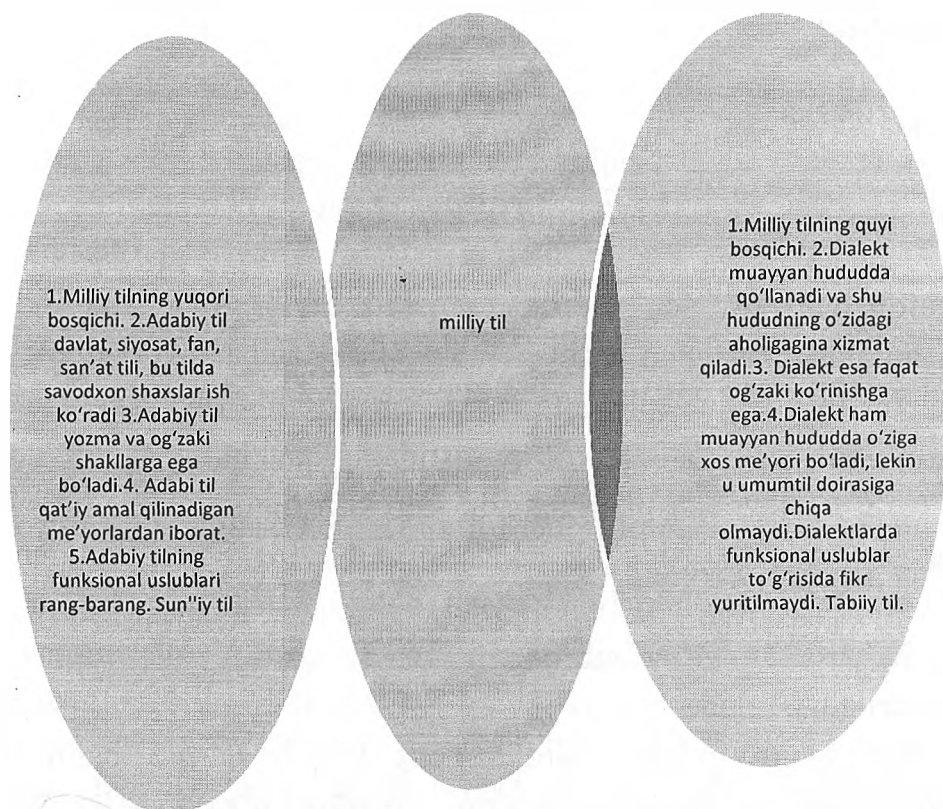 1.Milliy tilning yuqori
bosqichi. 2.Adabiy til
davlat, siyosat, fan,
san’at tili, bu tilda
savodxon shaxslar ish
ko‘radi 3.Adabiy til
yozma va og‘zaki
shakllarga ega
bo‘ladi.4. Adabi til
qat’iy amal qilinadigan
me’yorlardan iborat.
5.Adabiy tilning
funksional uslublari
rang-barang. Sun"iy til
milliy til
1.Milliy tilning quyi
bosqichi. 2.Dialekt
muayyan hududda
qo‘llanadi va shu
hududning o‘zidagi
aholigagina xizmat
qiladi.3. Dialekt esa faqat
og‘zaki ko‘rinishga
ega.4.Dialekt ham
muayyan hududda o‘ziga
xos me’yori bo‘ladi, lekin
u umumtil doirasiga
chiqa
olmaydi.Dialektlarda
funksional uslublar
to‘g‘risida fikr
yuritilmaydi. Tabiiy til.